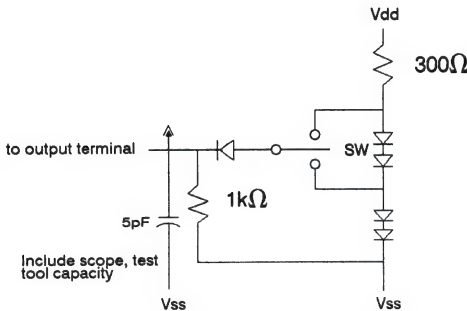 Vdd
300Ω
to output terminal
SW
1kΩ
5pF
Include scope, test
tool capacity
Vss
Vss